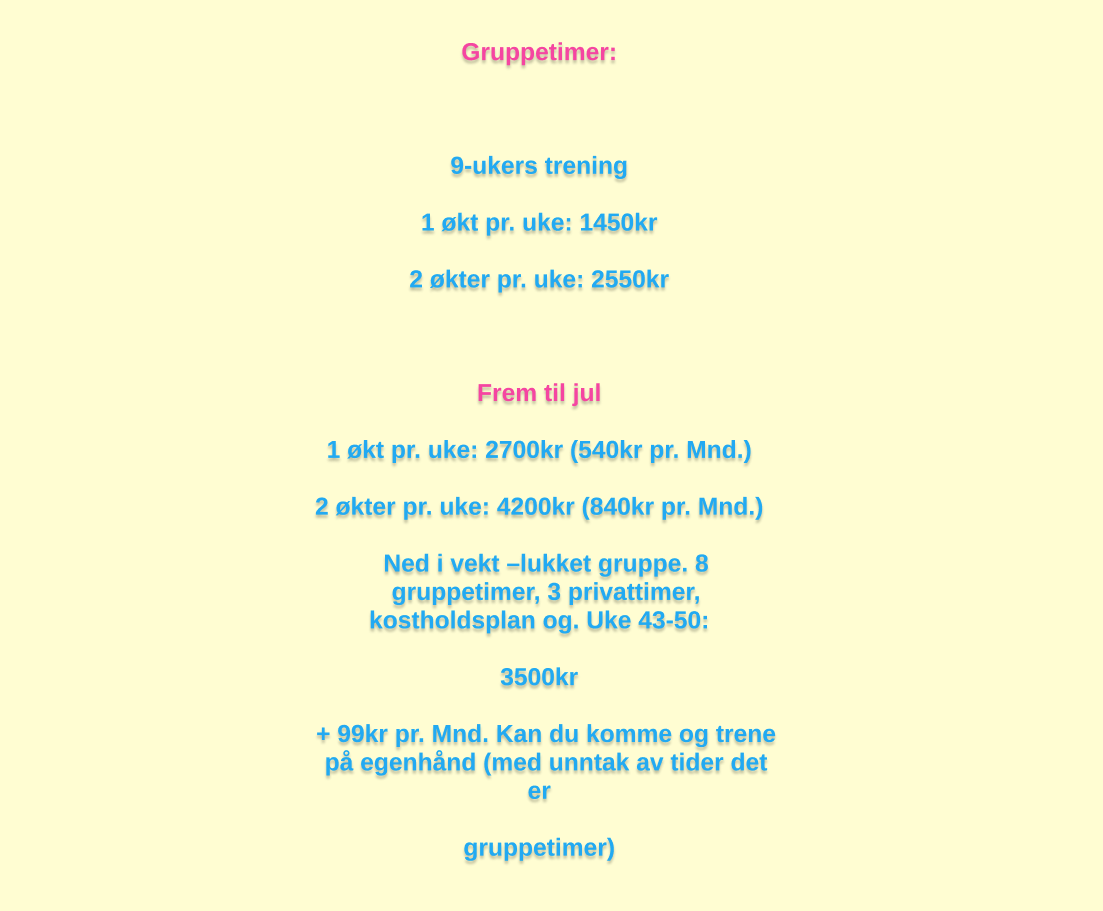 Gruppetimer:
9-ukers trening
1 økt pr. uke: 1450kr
2 økter pr. uke: 2550kr
Frem til jul
1 økt pr. uke: 2700kr (540kr pr. Mnd.)
2 økter pr. uke: 4200kr (840kr pr. Mnd.)
Ned i vekt –lukket gruppe. 8
gruppetimer, 3 privattimer,
kostholdsplan og. Uke 43-50:
3500kr
+ 99kr pr. Mnd. Kan du komme og trene
på egenhånd (med unntak av tider det
er
gruppetimer)